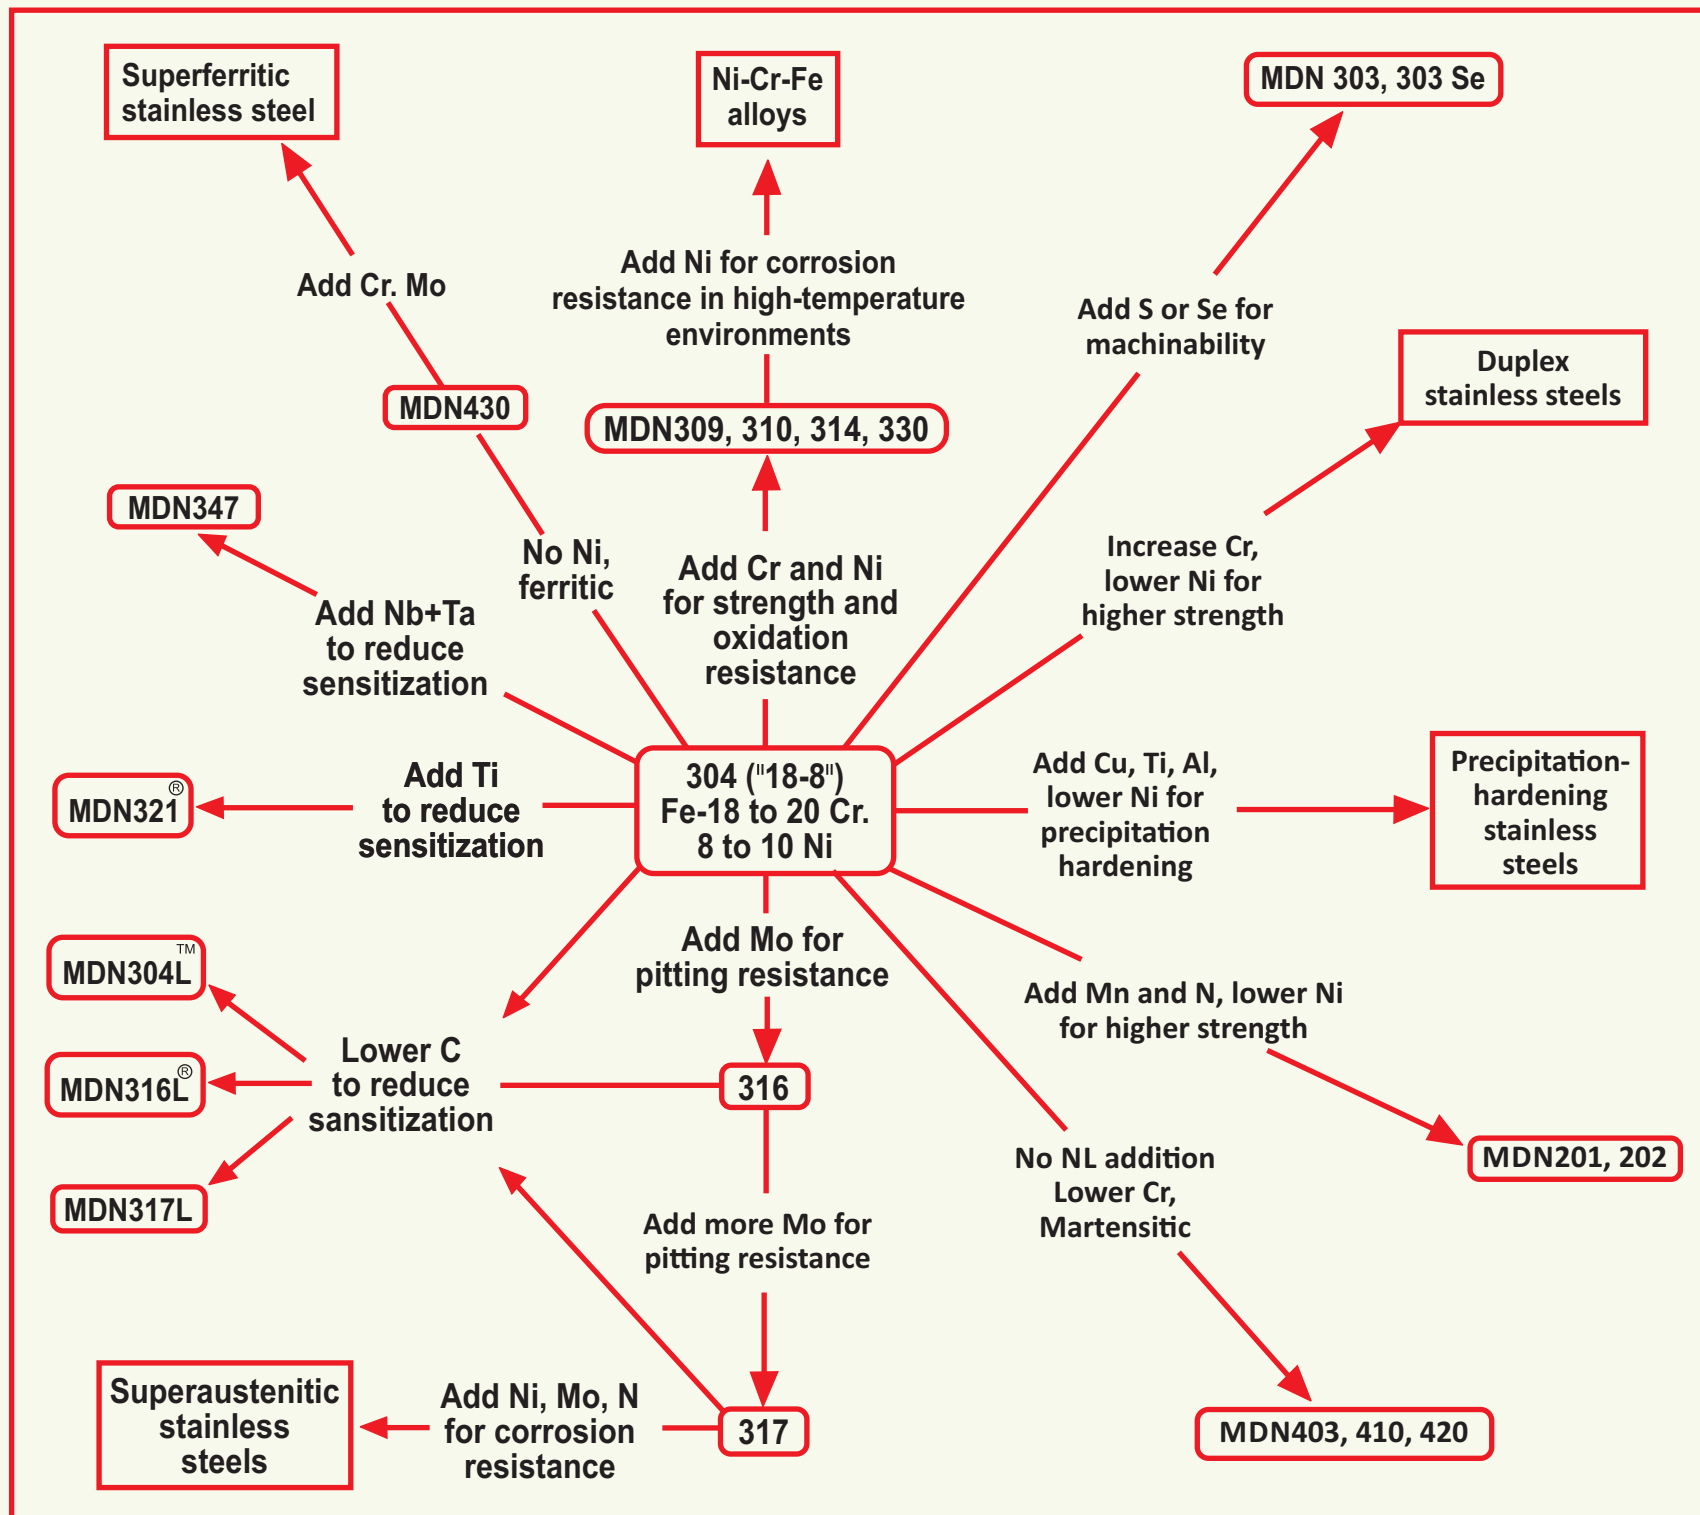 Superferritic
stainless steel
Ni-Cr-Fe
alloys
MDN 303, 303 Se
Add Cr. Mo
Add Ni for corrosion
resistance in high-temperature
environments
Add S or Se for
machinability
Duplex
stainless steels
MDN430
MDN309, 310, 314, 330
MDN347
No Ni,
ferritic
Add Cr and Ni
for strength and
oxidation
resistance
Increase Cr,
lower Ni for
higher strength
Add Nb+Ta
to reduce
sensitization
MDN321®
Add Ti
to reduce
sensitization
304 ("18-8")
Fe-18 to 20 Cr.
8 to 10 Ni
Add Cu, Ti, Al,
lower Ni for
precipitation
hardening
Precipitation-
hardening
stainless
steels
MDN304L™
Add Mo for
pitting resistance
Add Mn and N, lower Ni
for higher strength
MDN316L®
Lower C
to reduce
sansitization
316
MDN317L
No NL addition
Lower Cr,
Martensitic
MDN201, 202
Add more Mo for
pitting resistance
Superaustenitic
stainless
steels
Add Ni, Mo, N
for corrosion
resistance
317
MDN403, 410, 420